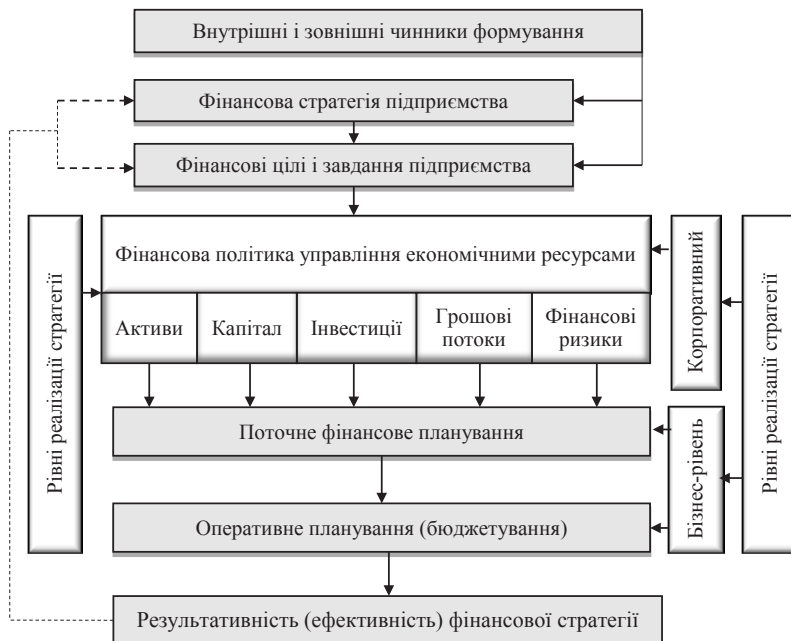 Внутрішні і зовнішні чинники формування
Фінансова стратегія підприємства
Фінансові цілі і завдання підприємства
Рівні реалізації стратегії
Фінансова політика управління економічними ресурсами
Активи
Капітал
Інвестиції
Грошові
потоки
Фінансові
ризики
Корпоративний
Рівні реалізації стратегії
Поточне фінансове планування
Бізнес-рівень
Оперативне планування (бюджетування)
Результативність (ефективність) фінансової стратегії